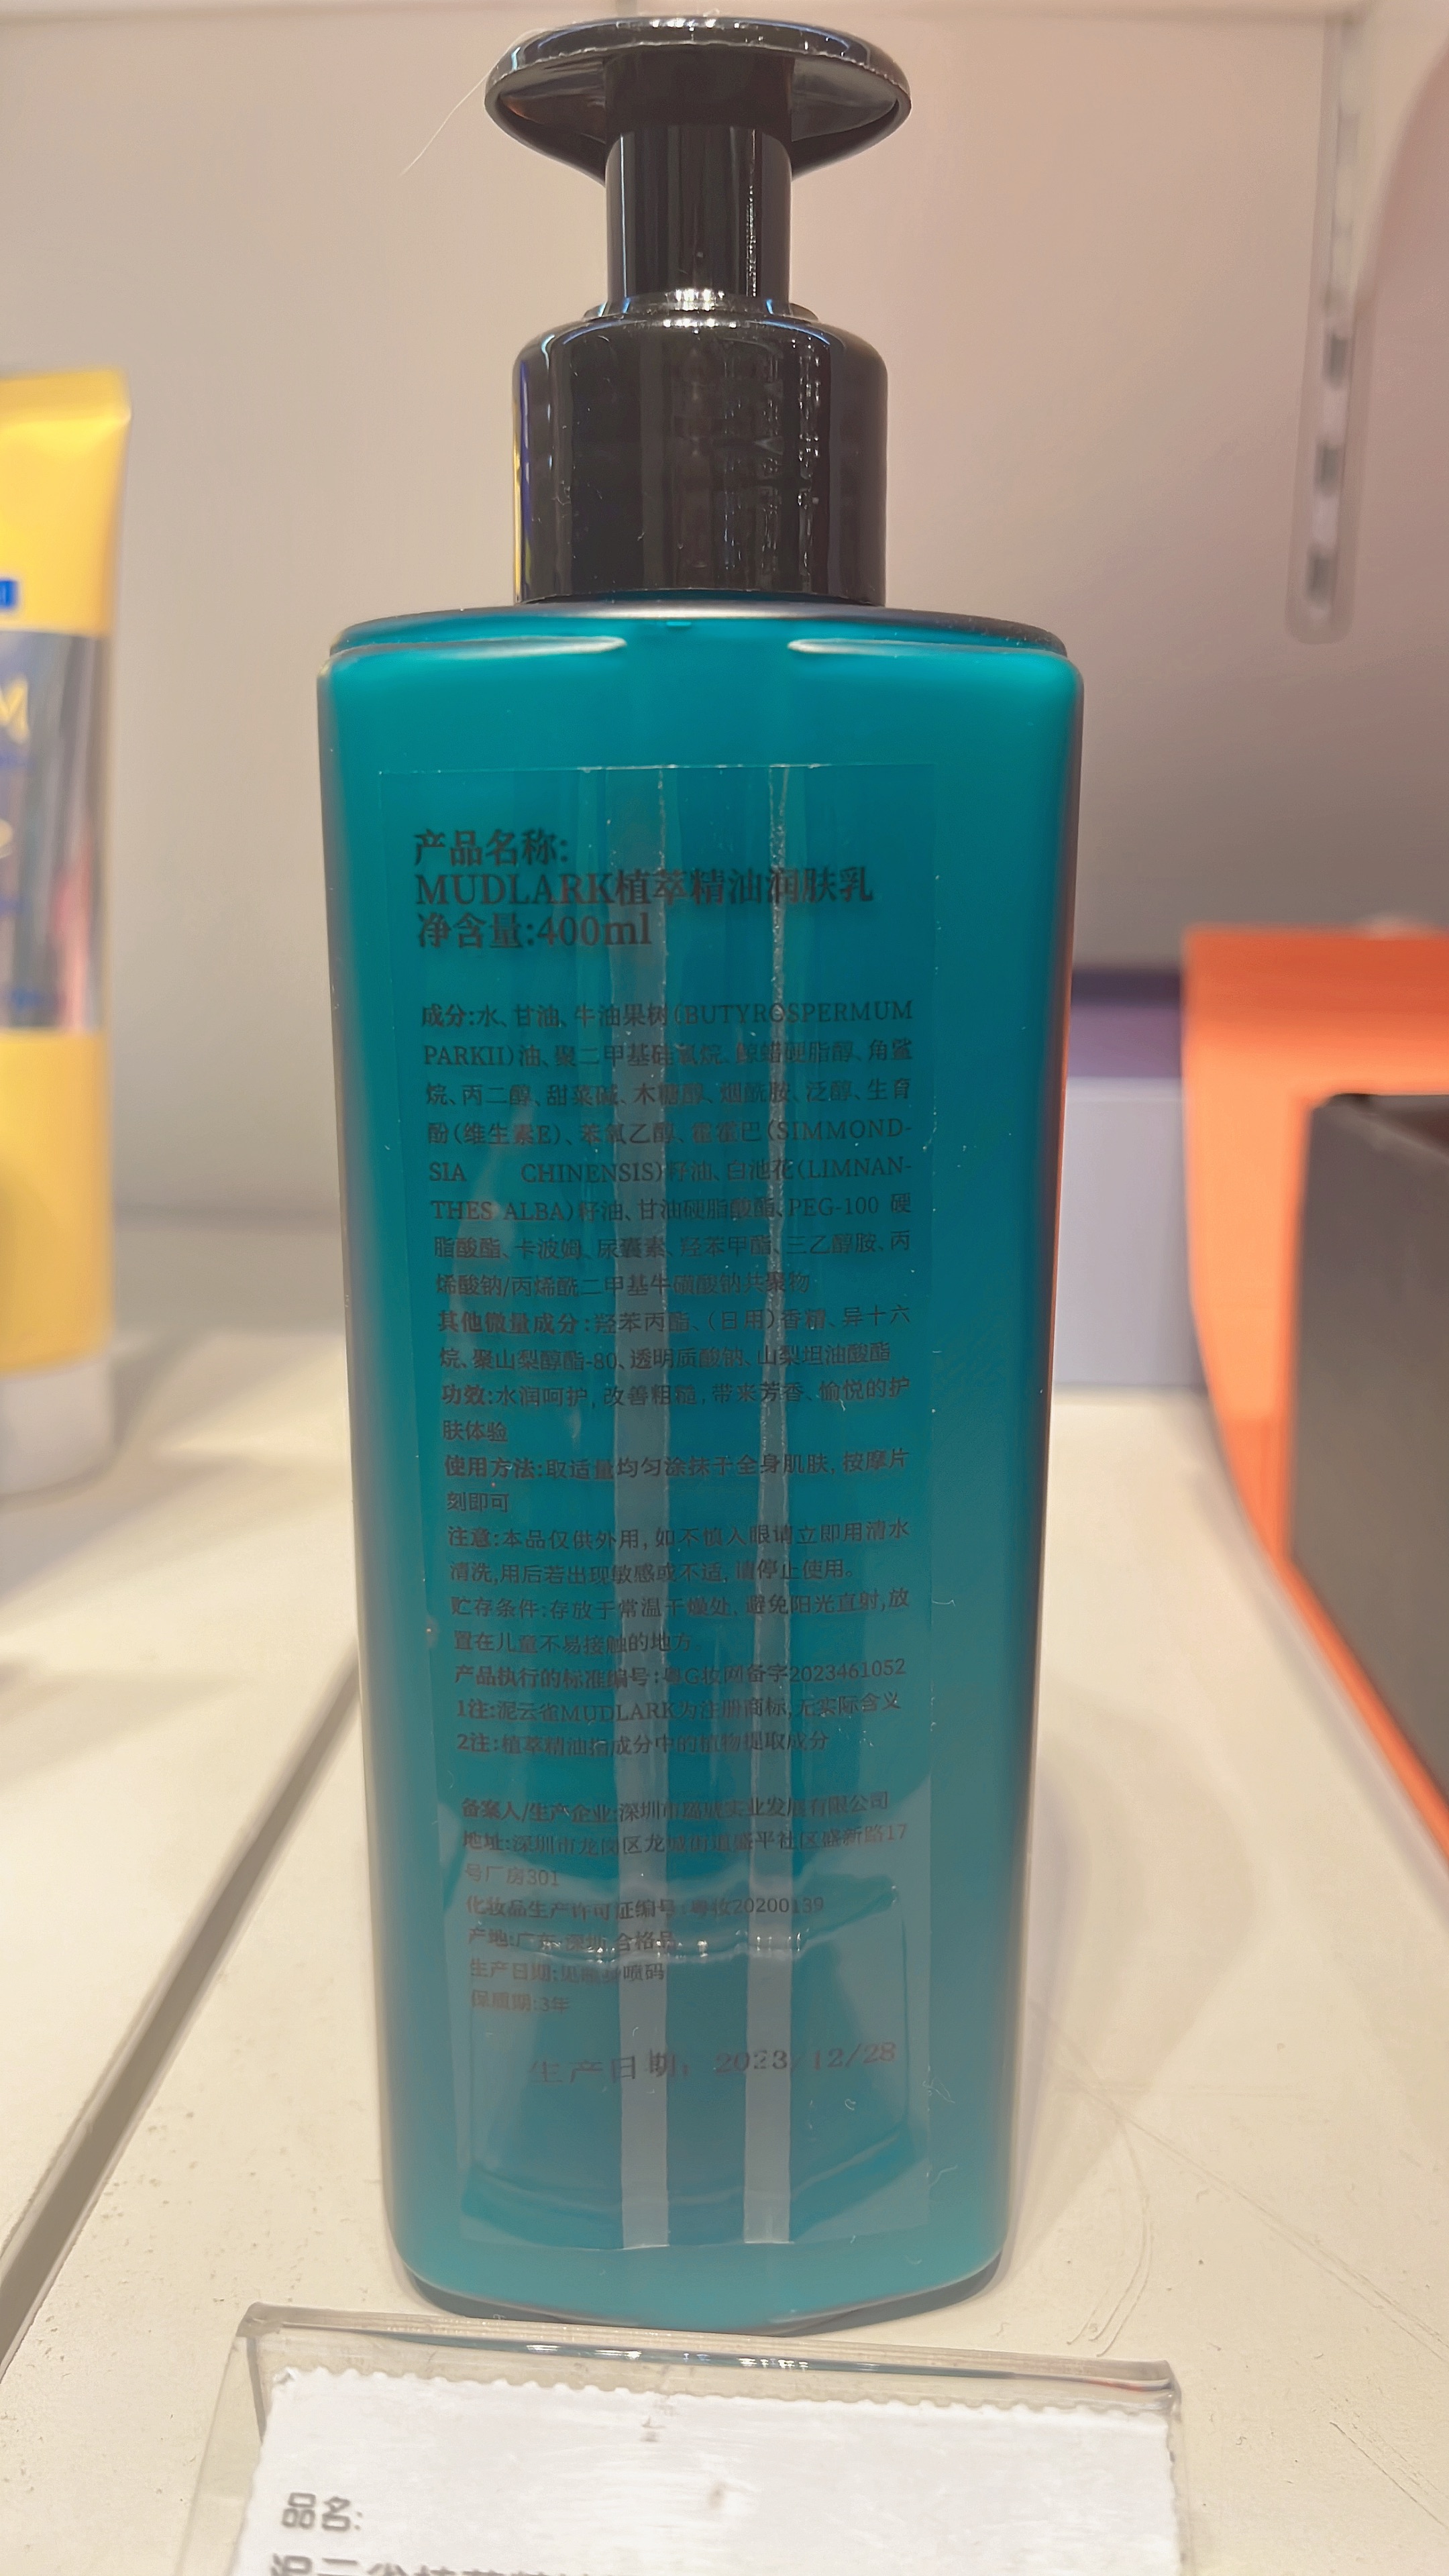 产品名称:
MUDLARK植萃精油润肤乳
净含量:400ml
成分:水、甘油、牛油果树(BUTYROSPERMUM
PARKII)油、聚二甲基硅氧烷、鲸蜡硬脂醇、角鲨
烷、丙二醇、甜菜碱、木糖醇、烟酰胺、泛醇、生育
酚(维生素E)、苯氧乙醇、霍霍巴(SIMMOND-
SIA CHINENSIS)籽油、白池花(LIMNAN-
THES ALBA)籽油、甘油硬脂酸酯、PEG-100 硬
脂酸酯、卡波姆、尿囊素、羟苯甲酯、三乙醇胺、丙
烯酸钠/丙烯酰二甲基牛磺酸钠共聚物
其他微量成分:羟苯丙酯、(日用)香精、异十六
烷、聚山梨醇酯-80、透明质酸钠、山梨坦油酸酯
功效:水润呵护,改善粗糙,带来芳香、愉悦的护
肤体验
使用方法:取适量均匀涂抹于全身肌肤,按摩片
刻即可
注意:本品仅供外用,如不慎入眼请立即用清水
清洗,用后若出现敏感或不适,请停止使用。
贮存条件:存放于常温干燥处,避免阳光直射,放
置在儿童不易接触的地方。
产品执行的标准编号:粤G妆网备字2023461052
1注:泥云雀MUDLARK为注册商标,无实际含义
2注:植萃精油指成分中的植物提取成分
备案人/生产企业:深圳市璐城实业发展有限公司
地址:深圳市龙岗区龙城街道盛平社区盛新路17
号厂房301
化妆品生产许可证编号:粤妆20200139
产地:广东·深圳 合格品
生产日期:见瓶身喷码
保质期:3年
生产日期: 2023/12/28
品名: